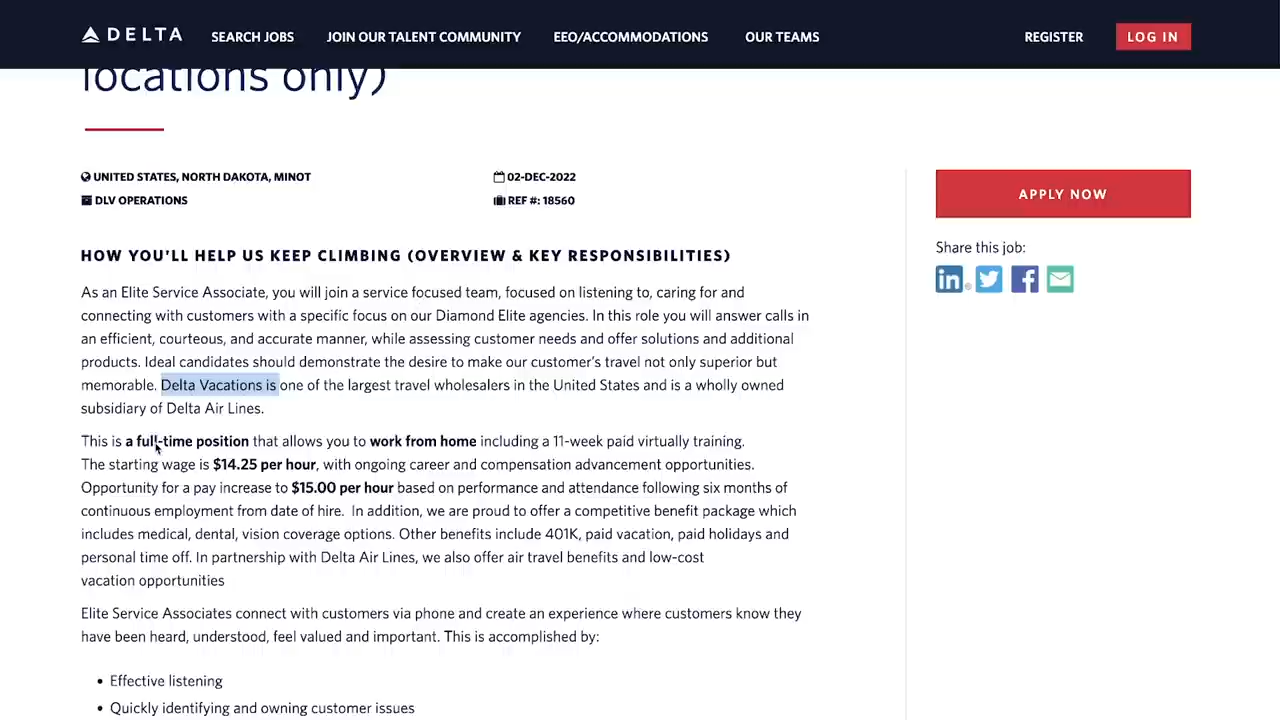 DELTA SEARCH JOBS JOIN OUR TALENT COMMUNITY EEO/ACCOMMODATIONS OUR TEAMS REGISTER LOG IN
locations only)
UNITED STATES, NORTH DAKOTA, MINOT
02-DEC-2022
DLV OPERATIONS
REF #: 18560
APPLY NOW
Share this job:
HOW YOU'LL HELP US KEEP CLIMBING (OVERVIEW & KEY RESPONSIBILITIES)
As an Elite Service Associate, you will join a service focused team, focused on listening to, caring for and
connecting with customers with a specific focus on our Diamond Elite agencies. In this role you will answer calls in
an efficient, courteous, and accurate manner, while assessing customer needs and offer solutions and additional
products. Ideal candidates should demonstrate the desire to make our customer's travel not only superior but
memorable. Delta Vacations is one of the largest travel wholesalers in the United States and is a wholly owned
subsidiary of Delta Air Lines.
This is a full-time position that allows you to work from home including a 11-week paid virtually training.
The starting wage is $14.25 per hour, with ongoing career and compensation advancement opportunities.
Opportunity for a pay increase to $15.00 per hour based on performance and attendance following six months of
continuous employment from date of hire. In addition, we are proud to offer a competitive benefit package which
includes medical, dental, vision coverage options. Other benefits include 401K, paid vacation, paid holidays and
personal time off. In partnership with Delta Air Lines, we also offer air travel benefits and low-cost
vacation opportunities
Elite Service Associates connect with customers via phone and create an experience where customers know they
have been heard, understood, feel valued and important. This is accomplished by:
• Effective listening
• Quickly identifying and owning customer issues